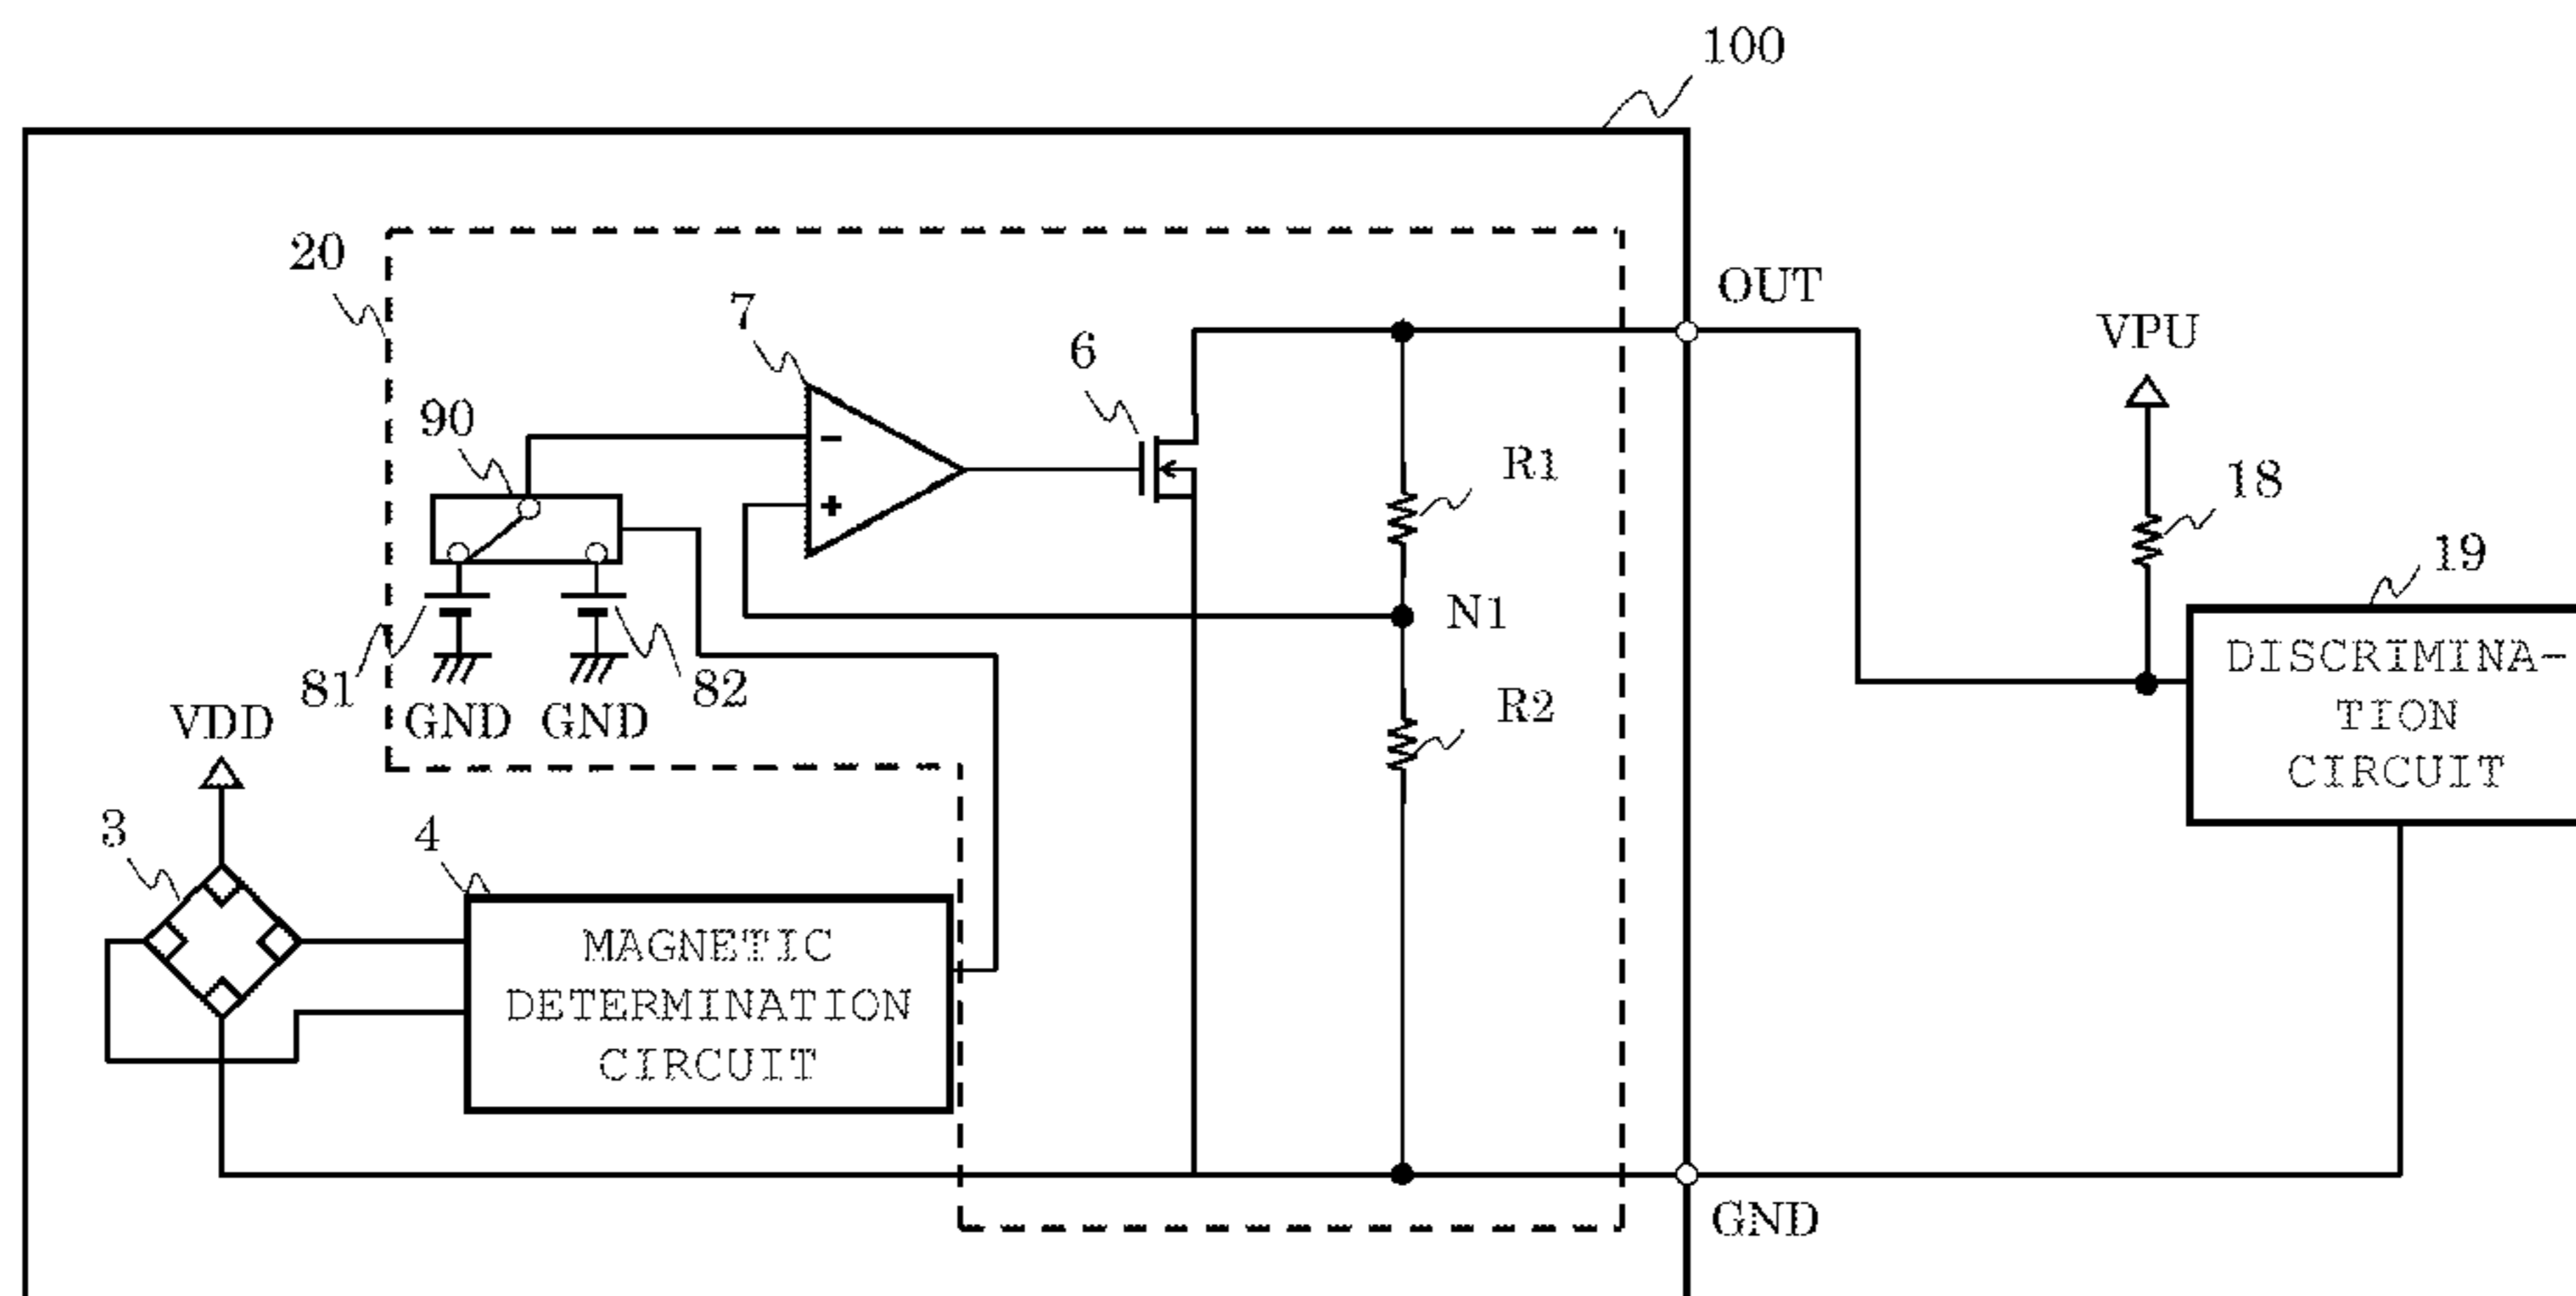 100
20
OUT
7
VPU
6
90
R1
18
19
N1
DISCRIMINA-
TION
CIRCUIT
81
82
R2
VDD
GND
GND
3
4
MAGNETIC
DETERMINATION
CIRCUIT
GND